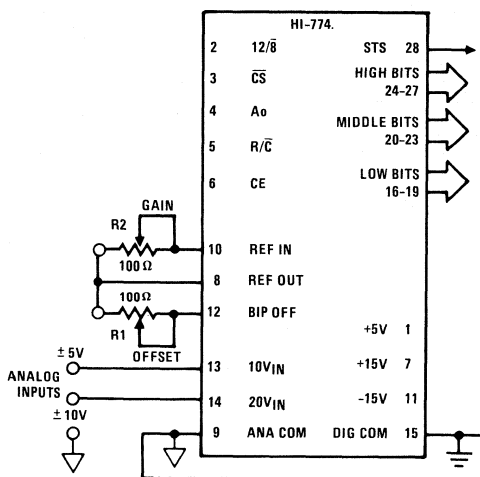 HI-774.
2 12/8̅ STS 28
3 C̅S̅ HIGH BITS
24-27
4 Ao MIDDLE BITS
20-23
5 R/C̅
6 CE LOW BITS
16-19
GAIN
R2
100Ω
10 REF IN
8 REF OUT
100Ω
12 BIP OFF
R1
OFFSET
+5V 1
±5V
13 10VIN +15V 7
ANALOG
INPUTS
14 20VIN -15V 11
±10V
9 ANA COM DIG COM 15